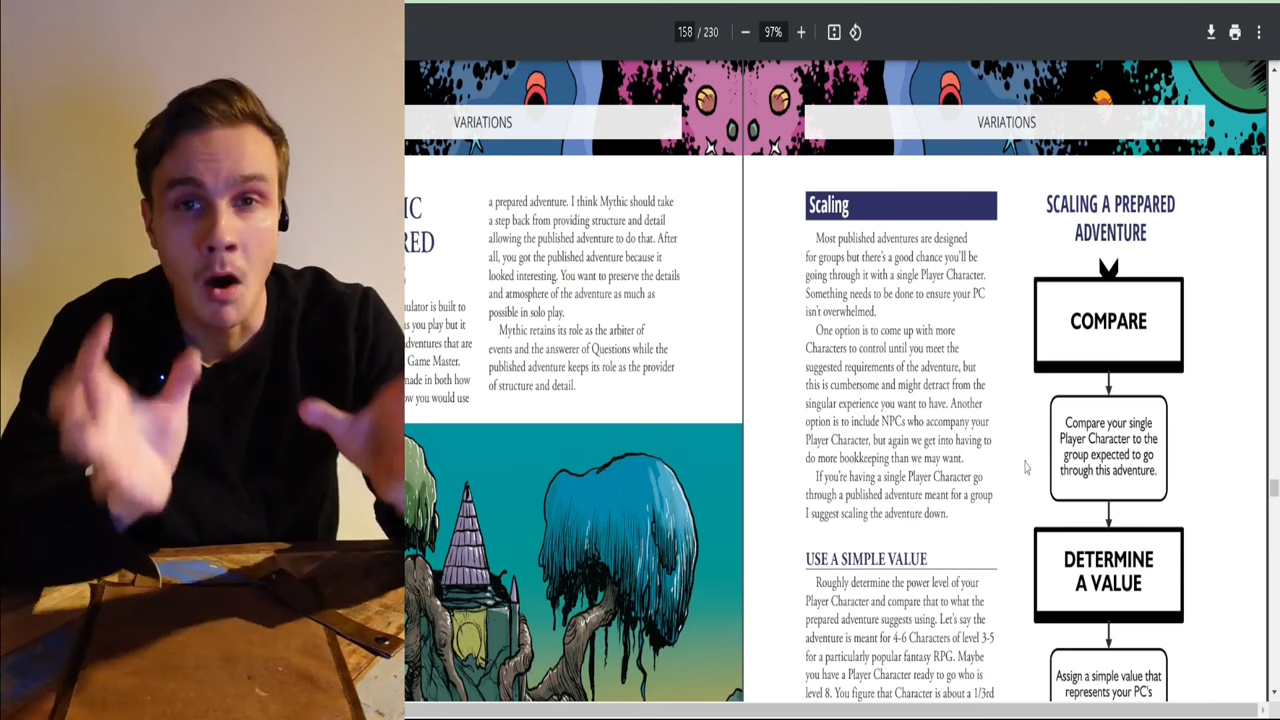 158 / 230
97%
VARIATIONS
VARIATIONS
IC
RED
ulator is built to
s you play but it
dventures that are
Game Master.
nade in both how
ow you would use
a prepared adventure. I think Mythic should take
a step back from providing structure and detail
allowing the published adventure to do that. After
all, you got the published adventure because it
looked interesting. You want to preserve the details
and atmosphere of the adventure as much as
possible in solo play.
Mythic retains its role as the arbiter of
events and the answerer of Questions while the
published adventure keeps its role as the provider
of structure and detail.
Scaling
Most published adventures are designed
for groups but there's a good chance you'll be
going through it with a single Player Character.
Something needs to be done to ensure your PC
isn't overwhelmed.
One option is to come up with more
Characters to control until you meet the
suggested requirements of the adventure, but
this is cumbersome and might detract from the
singular experience you want to have. Another
option is to include NPCs who accompany your
Player Character, but again we get into having to
do more bookkeeping than we may want.
If you're having a single Player Character go
through a published adventure meant for a group
I suggest scaling the adventure down.
USE A SIMPLE VALUE
Roughly determine the power level of your
Player Character and compare that to what the
prepared adventure suggests using. Let's say the
adventure is meant for 4-6 Characters of level 3-5
for a particularly popular fantasy RPG. Maybe
you have a Player Character ready to go who is
level 8. You figure that Character is about a 1/3rd
SCALING A PREPARED
ADVENTURE
COMPARE
Compare your single
Player Character to the
group expected to go
through this adventure.
DETERMINE
A VALUE
Assign a simple value that
represents your PC's